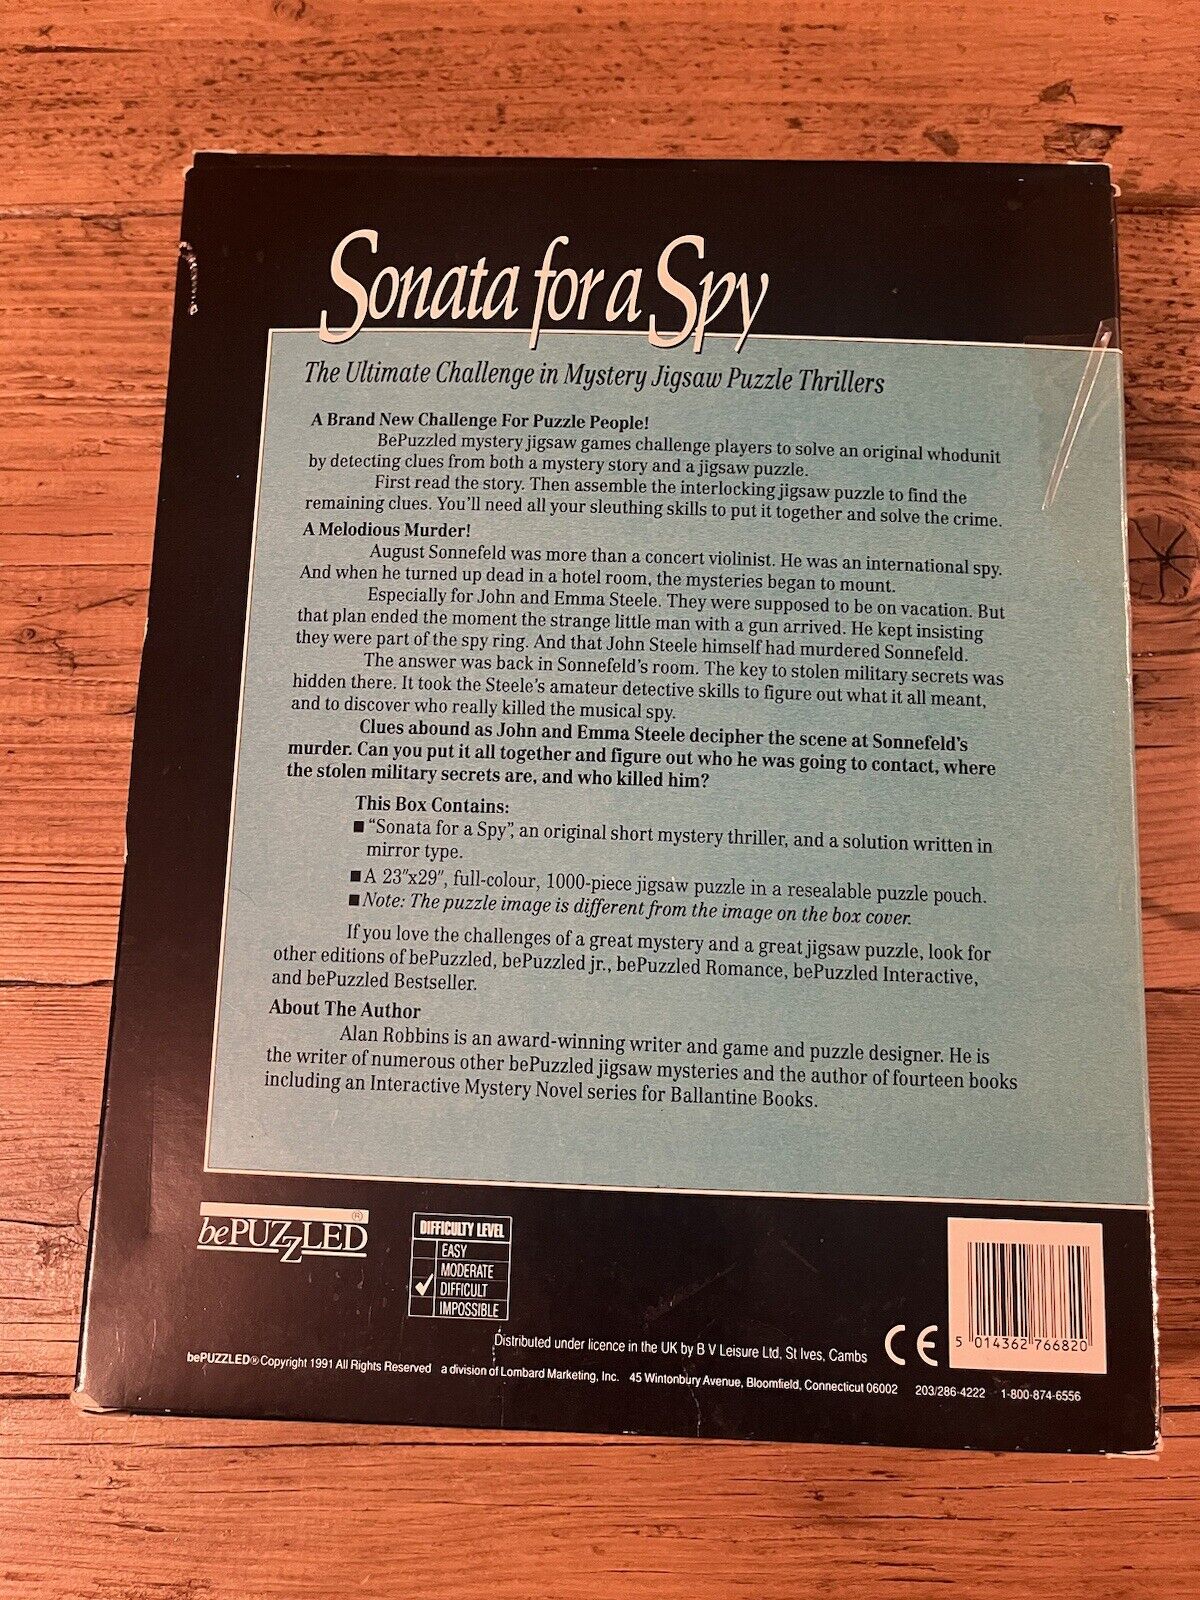 Sonata for a Spy
The Ultimate Challenge in Mystery Jigsaw Puzzle Thrillers
A Brand New Challenge For Puzzle People!
BePuzzled mystery jigsaw games challenge players to solve an original whodunit
by detecting clues from both a mystery story and a jigsaw puzzle.
First read the story. Then assemble the interlocking jigsaw puzzle to find the
remaining clues. You'll need all your sleuthing skills to put it together and solve the crime.
A Melodious Murder!
August Sonnefeld was more than a concert violinist. He was an international spy.
And when he turned up dead in a hotel room, the mysteries began to mount.
Especially for John and Emma Steele. They were supposed to be on vacation. But
that plan ended the moment the strange little man with a gun arrived. He kept insisting
they were part of the spy ring. And that John Steele himself had murdered Sonnefeld.
The answer was back in Sonnefeld's room. The key to stolen military secrets was
hidden there. It took the Steele's amateur detective skills to figure out what it all meant,
and to discover who really killed the musical spy.
Clues abound as John and Emma Steele decipher the scene at Sonnefeld's
murder. Can you put it all together and figure out who he was going to contact, where
the stolen military secrets are, and who killed him?
This Box Contains:
■ "Sonata for a Spy", an original short mystery thriller, and a solution written in
mirror type.
■ A 23"x29", full-colour, 1000-piece jigsaw puzzle in a resealable puzzle pouch.
■ Note: The puzzle image is different from the image on the box cover.
If you love the challenges of a great mystery and a great jigsaw puzzle, look for
other editions of bePuzzled, bePuzzled jr., bePuzzled Romance, bePuzzled Interactive,
and bePuzzled Bestseller.
About The Author
Alan Robbins is an award-winning writer and game and puzzle designer. He is
the writer of numerous other bePuzzled jigsaw mysteries and the author of fourteen books
including an Interactive Mystery Novel series for Ballantine Books.
bePUZZLED®
DIFFICULTY LEVEL
EASY
MODERATE
✓ DIFFICULT
IMPOSSIBLE
Distributed under licence in the UK by B V Leisure Ltd, St Ives, Cambs
CE
5 014362 766820
bePUZZLED® Copyright 1991 All Rights Reserved a division of Lombard Marketing, Inc. 45 Wintonbury Avenue, Bloomfield, Connecticut 06002 203/286-4222 1-800-874-6556